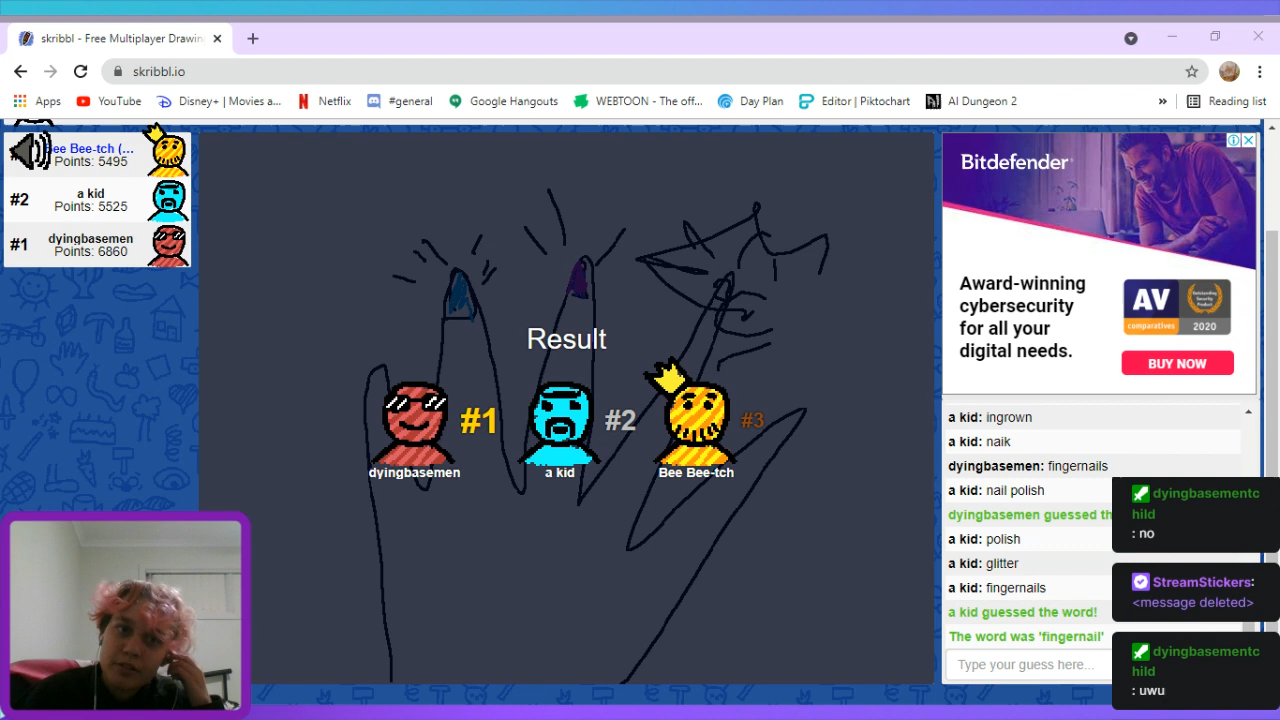 skribbl - Free Multiplayer Drawin
skribbl.io
Apps YouTube Disney+ | Movies a... Netflix #general Google Hangouts WEBTOON - The off... Day Plan Editor | Piktochart AI Dungeon 2 » Reading list
Bee Bee-tch (...
Points: 5495
#2 a kid
Points: 5525
#1 dyingbasemen
Points: 6860
Result
#1
#2
#3
dyingbasemen
a kid
Bee Bee-tch
Bitdefender
Award-winning
cybersecurity
for all your
digital needs.
AV
comparatives
2020
BUY NOW
a kid: ingrown
a kid: naik
dyingbasemen: fingernails
a kid: nail polish
dyingbasemen guessed th
a kid: polish
a kid: glitter
a kid: fingernails
a kid guessed the word!
The word was 'fingernail'
Type your guess here...
dyingbasementc
hild
: no
StreamStickers:
<message deleted>
dyingbasementc
hild
: uwu